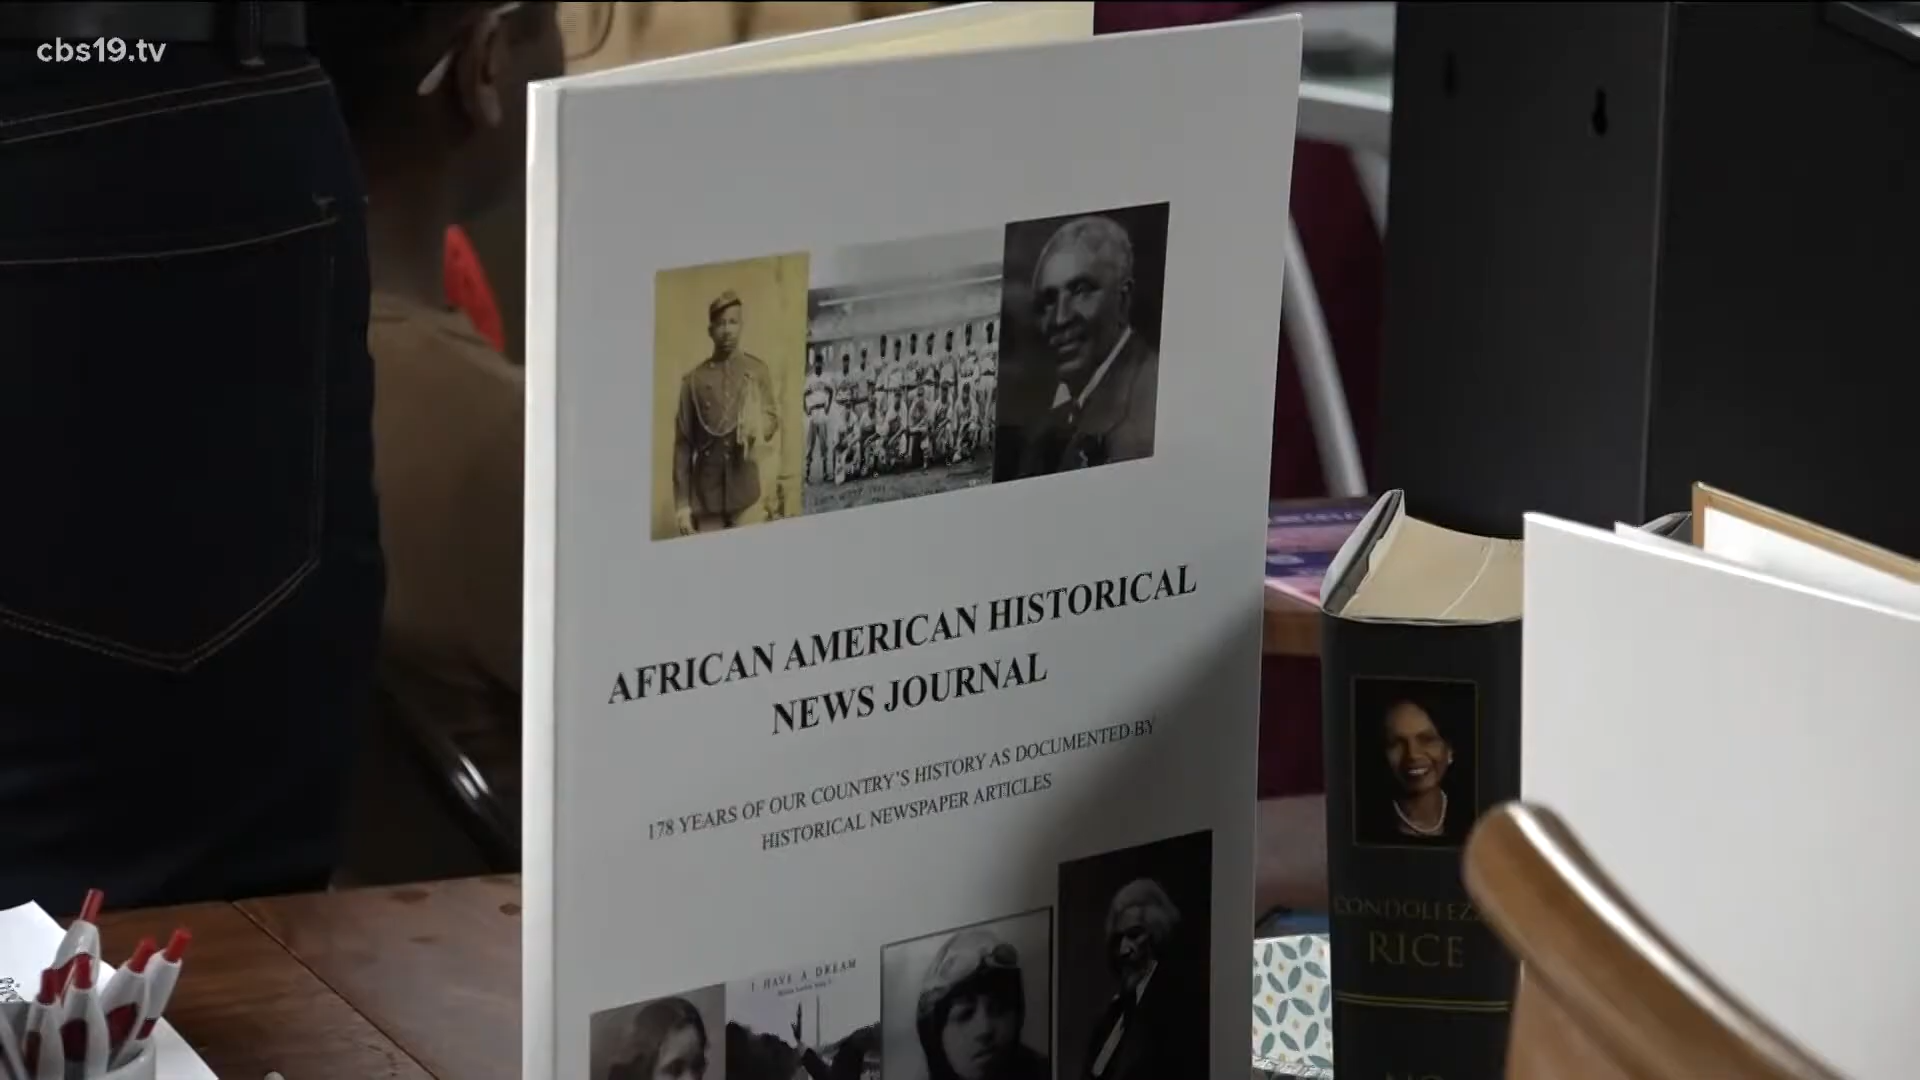 cbs19.tv
AFRICAN AMERICAN HISTORICAL
NEWS JOURNAL
178 YEARS OF OUR COUNTRY'S HISTORY AS DOCUMENTED BY
HISTORICAL NEWSPAPER ARTICLES
I HAVE A DREAM
CONDOLEEZZ
RICE